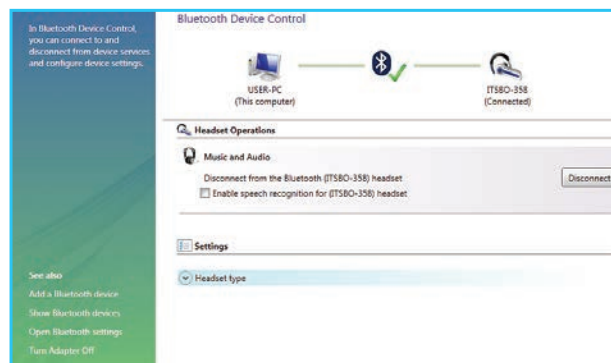 In Bluetooth Device Control,
you can connect to and
disconnect from device services
and configure device settings.
See also
Add a Bluetooth device
Show Bluetooth devices
Open Bluetooth settings
Turn Adapter Off
Bluetooth Device Control
USER-PC
(This computer)
ITSBO-358
(Connected)
Headset Operations
Music and Audio
Disconnect from the Bluetooth (ITSBO-358) headset
Disconnect
Enable speech recognition for (ITSBO-358) headset
Settings
Headset type